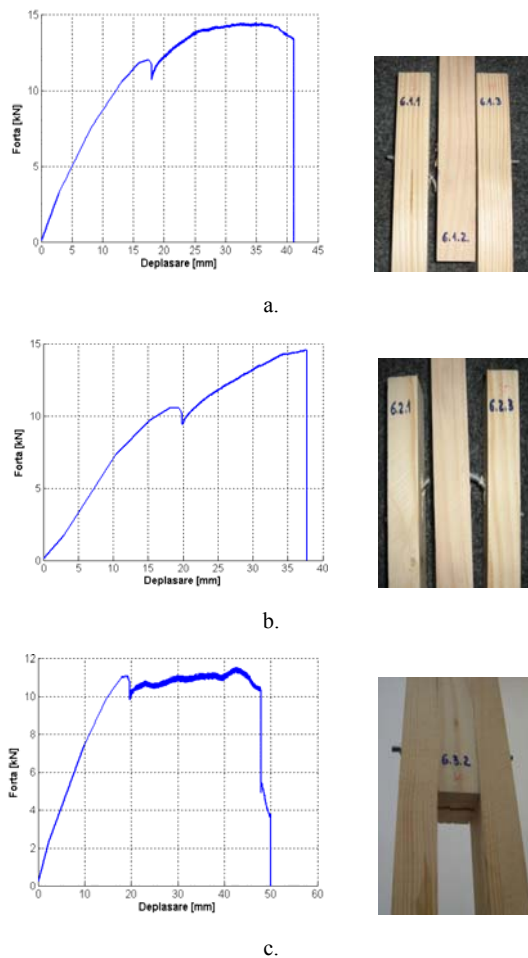 15
10
5
0
Forta [kN]
0 5 10 15 20 25 30 35 40 45
Deplasare [mm]
6.1.1
6.1.3
6.1.2
a.
15
10
5
0
Forta [kN]
0 5 10 15 20 25 30 35 40
Deplasare [mm]
6.2.1
6.2.3
b.
12
10
8
6
4
2
0
Forta [kN]
0 10 20 30 40 50 60
Deplasare [mm]
6.3.2
c.